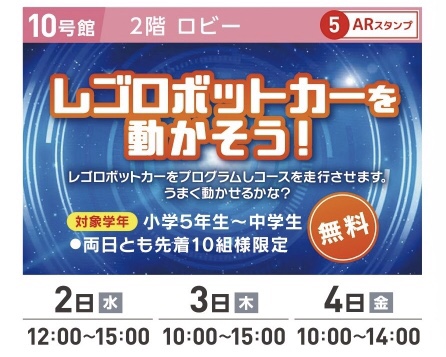 10号館 2階 ロビー 5 ARスタンプ
レゴロボットカーを
動かそう!
レゴロボットカーをプログラムしコースを走行させます。
うまく動かせるかな?
対象学年 小学5年生~中学生
●両日とも先着10組様限定
無料
2日 水 3日 木 4日 金
12:00~15:00 10:00~15:00 10:00~14:00